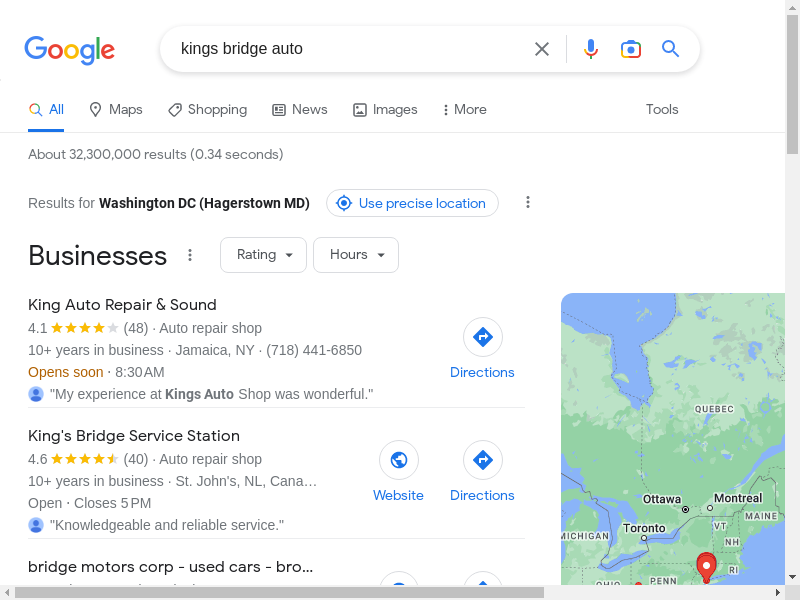 Google
kings bridge auto
All
Maps
Shopping
News
Images
More
Tools
About 32,300,000 results (0.34 seconds)
Results for Washington DC (Hagerstown MD)
Use precise location
Businesses
Rating
Hours
King Auto Repair & Sound
4.1 (48) · Auto repair shop
10+ years in business · Jamaica, NY · (718) 441-6850
Opens soon · 8:30 AM
"My experience at Kings Auto Shop was wonderful."
Directions
King's Bridge Service Station
4.6 (40) · Auto repair shop
10+ years in business · St. John's, NL, Cana…
Open · Closes 5 PM
"Knowledgeable and reliable service."
Website
Directions
bridge motors corp - used cars - bro...
QUEBEC
Ottawa
Montreal
MAINE
Toronto
VT
MICHIGAN
NH
RI
PENN
OHIO